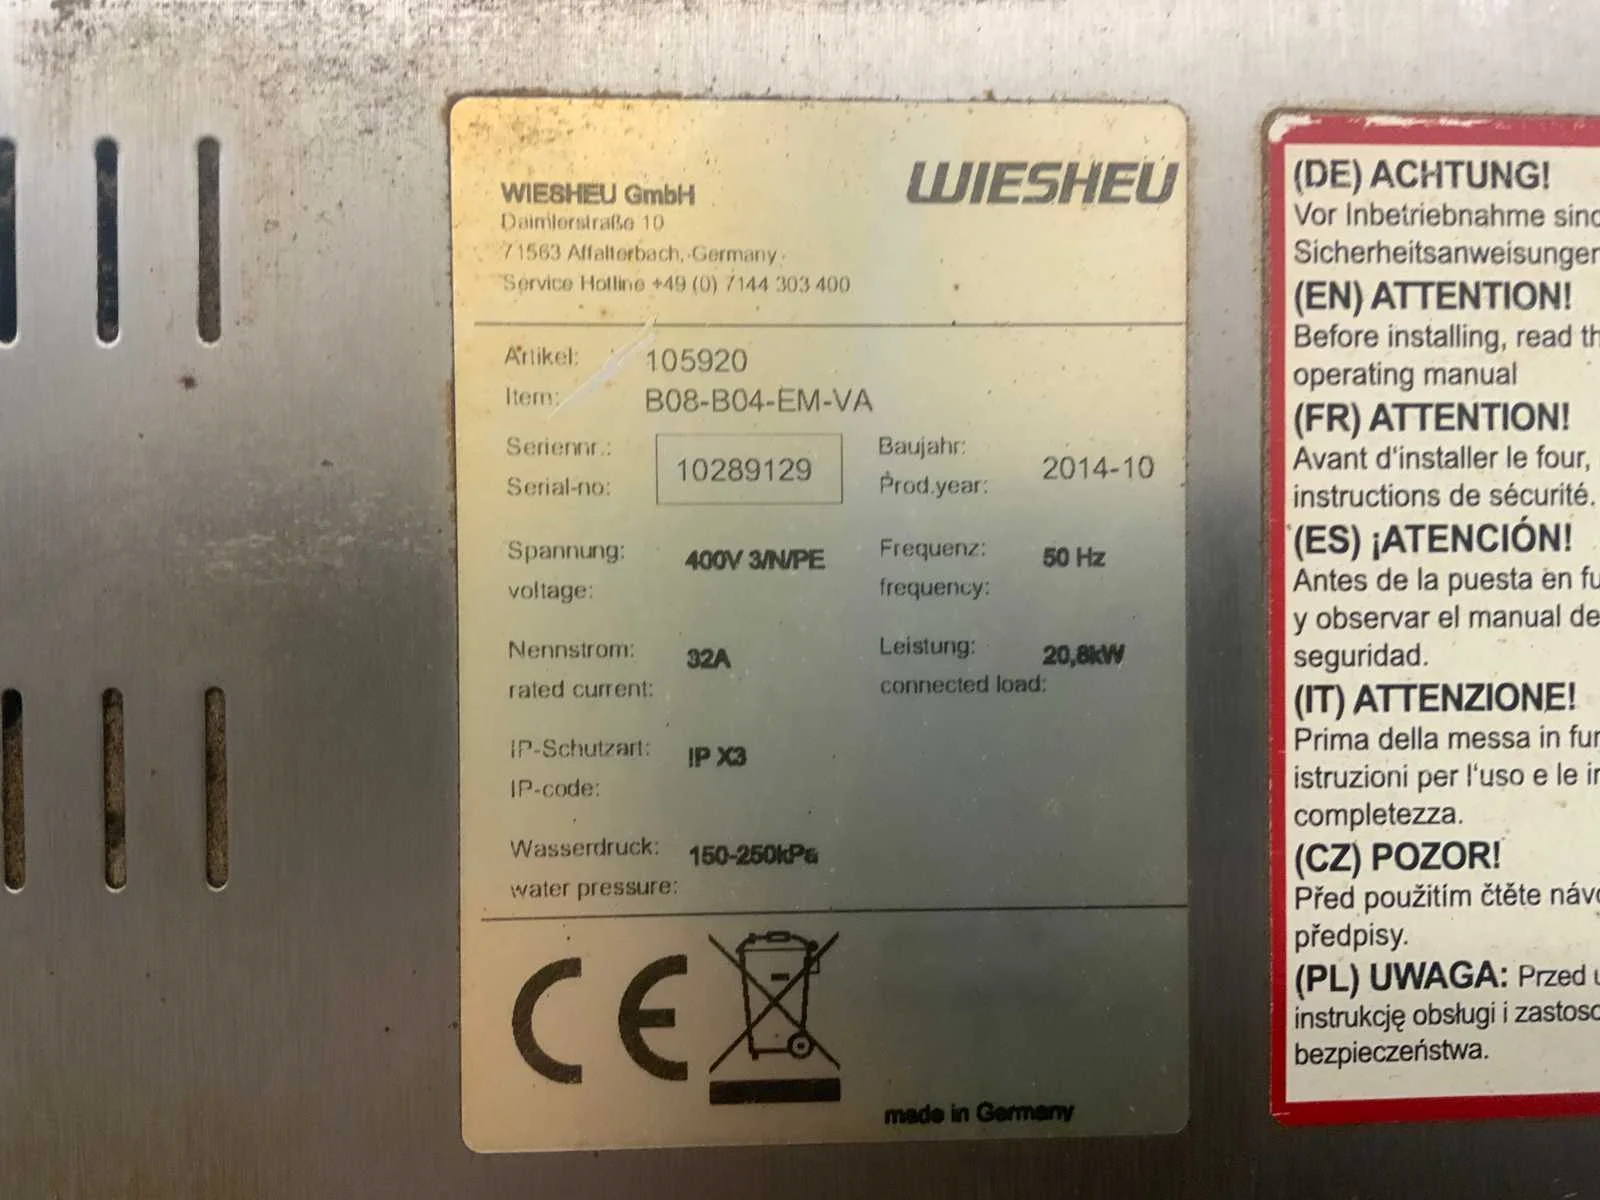 WIESHEU GmbH
Daimlerstraße 10
71563 Affalterbach, Germany
Service Hotline +49 (0) 7144 303 400
WIESHEU
Artikel: 105920
Item: B08-B04-EM-VA
Seriennr.:
Serial-no: 10289129
Baujahr:
Prod.year: 2014-10
Spannung: 400V 3/N/PE
voltage:
Frequenz: 50 Hz
frequency:
Nennstrom: 32A
rated current:
Leistung: 20,8kW
connected load:
IP-Schutzart: IP X3
IP-code:
Wasserdruck: 150-250kPa
water pressure:
CE
made in Germany
(DE) ACHTUNG!
Vor Inbetriebnahme sind
Sicherheitsanweisungen
(EN) ATTENTION!
Before installing, read th
operating manual
(FR) ATTENTION!
Avant d'installer le four,
instructions de sécurité.
(ES) ¡ATENCIÓN!
Antes de la puesta en fu
y observar el manual de
seguridad.
(IT) ATTENZIONE!
Prima della messa in fun
istruzioni per l'uso e le in
completezza.
(CZ) POZOR!
Před použitím čtěte návo
předpisy.
(PL) UWAGA: Przed u
instrukcję obsługi i zastoso
bezpieczeństwa.